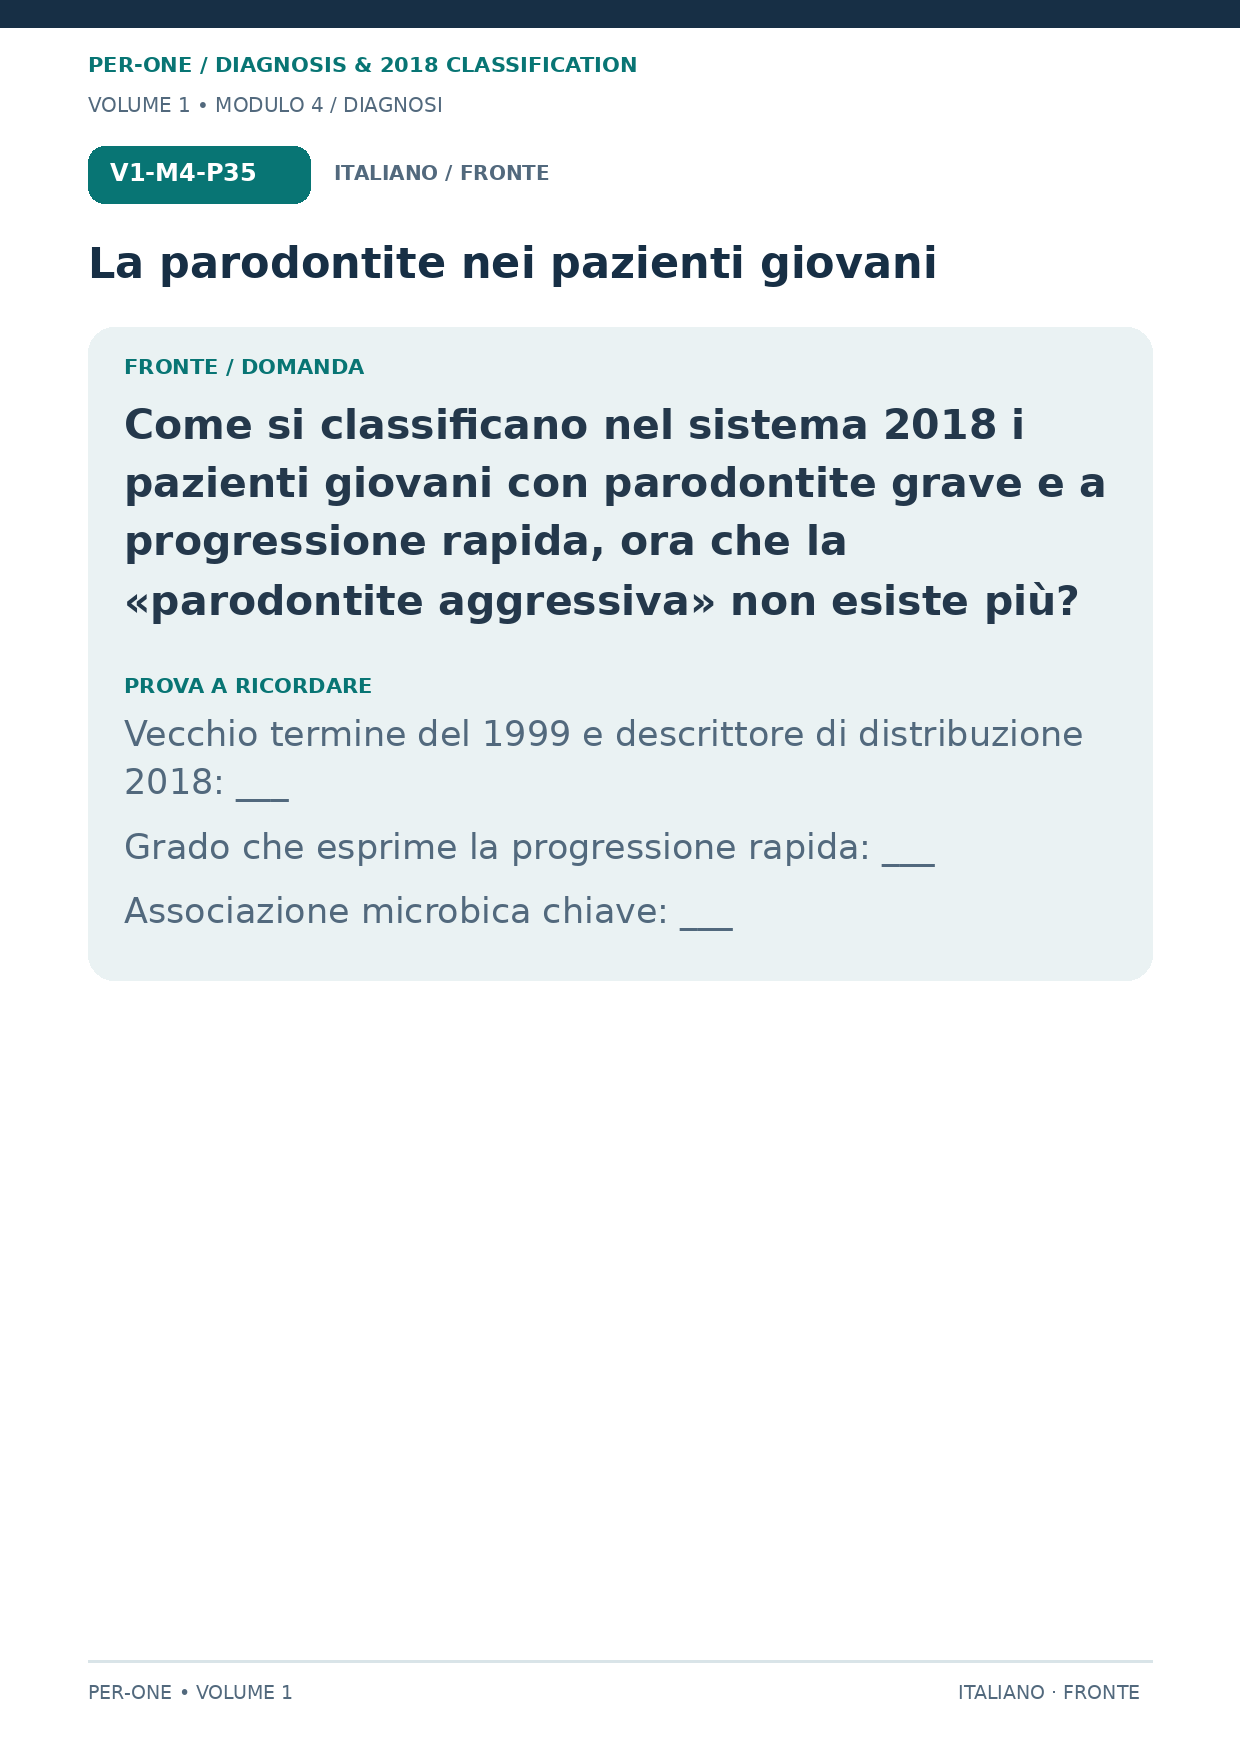 PER-ONE / DIAGNOSIS & 2018 CLASSIFICATION
VOLUME 1 • MODULO 4 / DIAGNOSI
V1-M4-P35
ITALIANO / FRONTE
La parodontite nei pazienti giovani
FRONTE / DOMANDA
Come si classificano nel sistema 2018 i
pazienti giovani con parodontite grave e a
progressione rapida, ora che la
«parodontite aggressiva» non esiste più?
PROVA A RICORDARE
Vecchio termine del 1999 e descrittore di distribuzione
2018: ___
Grado che esprime la progressione rapida: ___
Associazione microbica chiave: ___
PER-ONE • VOLUME 1
ITALIANO · FRONTE